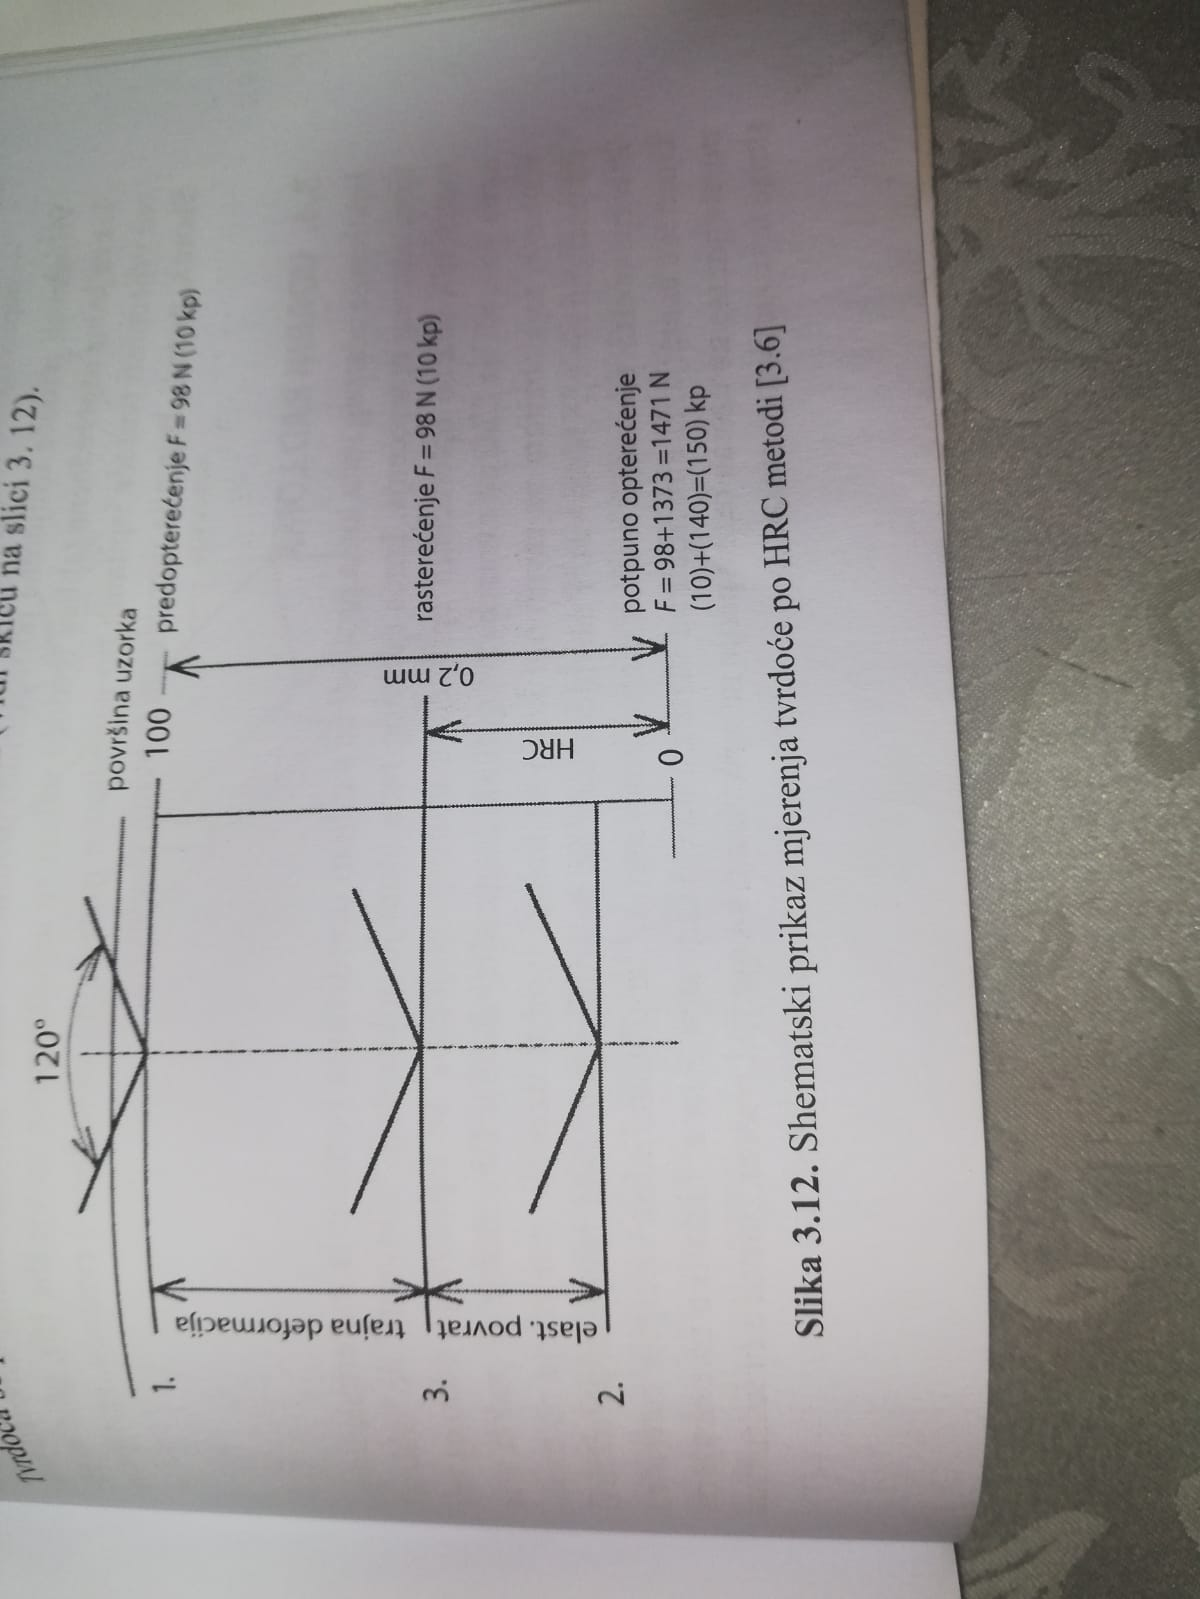 Tvrdoća
skicu na slici 3. 12).
120°
površina uzorka
1.
100
predopterećenje F = 98 N (10 kp)
trajna deformacija
0,2 mm
3.
rasterećenje F = 98 N (10 kp)
elast. povrat
HRC
2.
0
potpuno opterećenje
F = 98+1373 =1471 N
(10)+(140)=(150) kp
Slika 3.12. Shematski prikaz mjerenja tvrdoće po HRC metodi [3.6]